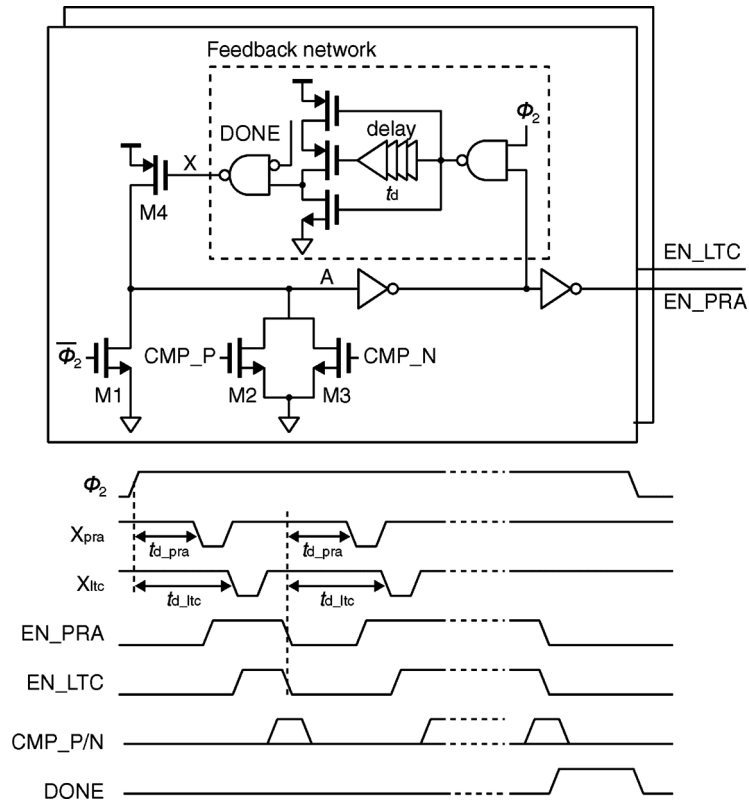 Feedback network
Φ2
DONE
delay
X
td
M4
EN_LTC
A
EN_PRA
Φ2
CMP_P
CMP_N
M1
M2
M3
Φ2
Xpra
td_pra
td_pra
Xltc
td_ltc
td_ltc
EN_PRA
EN_LTC
CMP_P/N
DONE